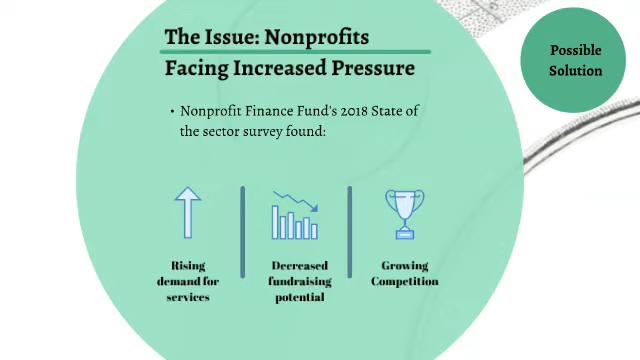 The Issue: Nonprofits
Facing Increased Pressure
• Nonprofit Finance Fund's 2018 State of
the sector survey found:
Rising
demand for
services
Decreased
fundraising
potential
Growing
Competition
Possible
Solution